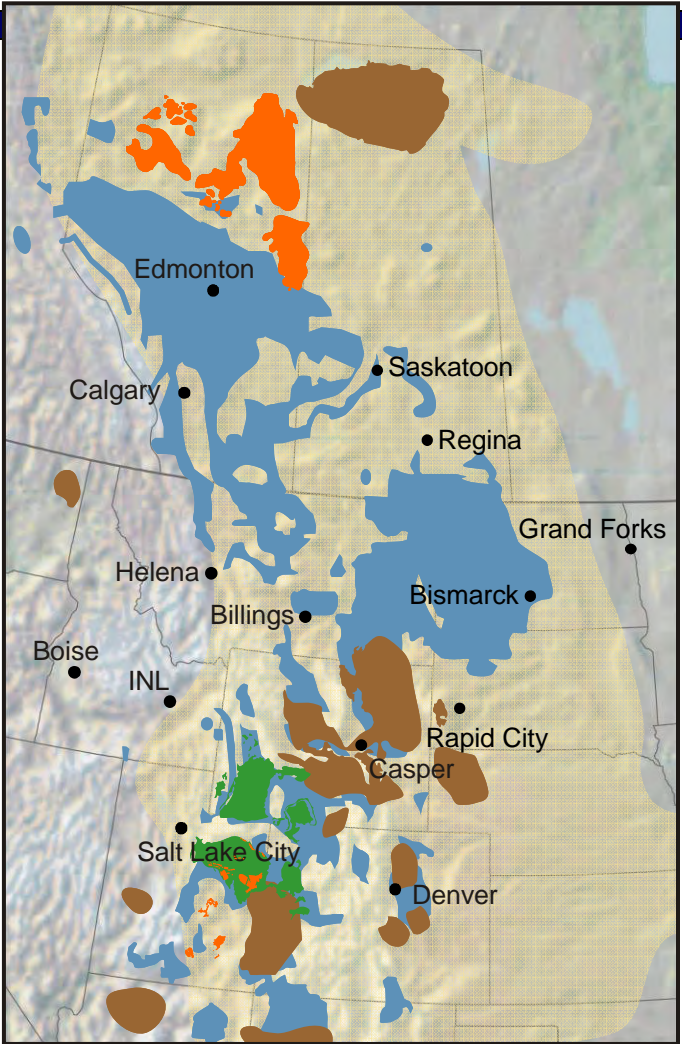 Edmonton
Saskatoon
Calgary
Regina
Grand Forks
Helena
Bismarck
Billings
Boise
INL
Rapid City
Casper
Salt Lake City
Denver